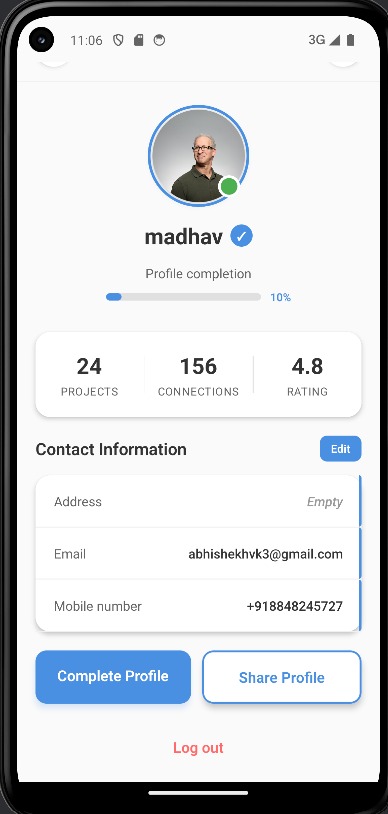 11:06 3G
madhav
Profile completion
10%
24 156 4.8
PROJECTS CONNECTIONS RATING
Contact Information Edit
Address Empty
Email abhishekhvk3@gmail.com
Mobile number +918848245727
Complete Profile Share Profile
Log out